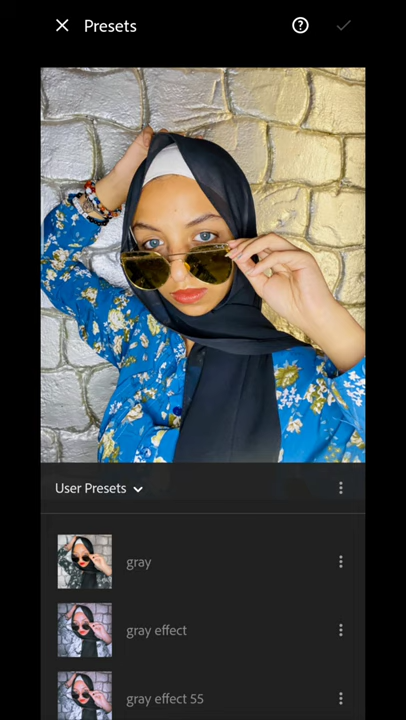 Presets
User Presets
gray
gray effect
gray effect 55